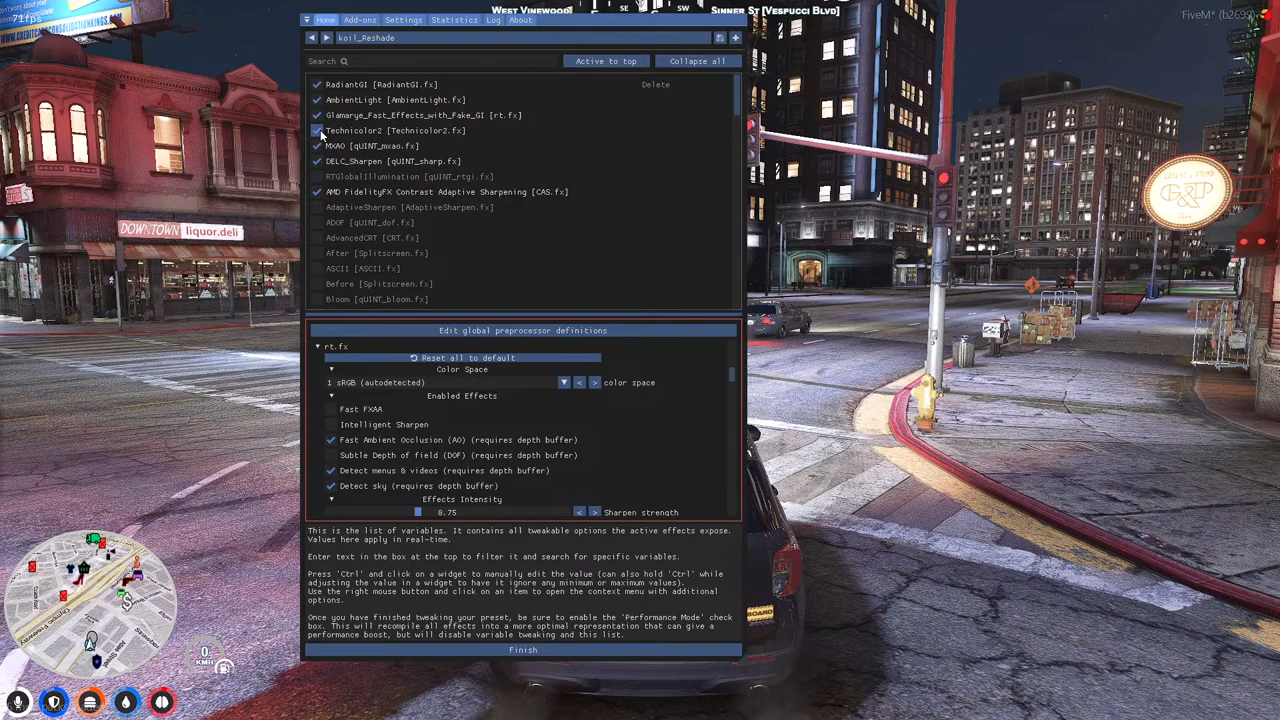 71fps
WWW.CREDITCARDCONSOLIDATIONS.NET
WEST VINEWOOD
SE
SW
SINNER ST [VESPUCCI BLVD]
FiveM* (b2699)
Home
Add-ons
Settings
Statistics
Log
About
koil_Reshade
Search
Active to top
Collapse all
RadiantGI [RadiantGI.fx]
Delete
AmbientLight [AmbientLight.fx]
Glamarye_Fast_Effects_with_Fake_GI [rt.fx]
Technicolor2 [Technicolor2.fx]
MXAO [qUINT_mxao.fx]
DELC_Sharpen [qUINT_sharp.fx]
RTGlobalIllumination [qUINT_rtgi.fx]
AMD FidelityFX Contrast Adaptive Sharpening [CAS.fx]
AdaptiveSharpen [AdaptiveSharpen.fx]
ADOF [qUINT_dof.fx]
AdvancedCRT [CRT.fx]
After [Splitscreen.fx]
ASCII [ASCII.fx]
Before [Splitscreen.fx]
Bloom [qUINT_bloom.fx]
DOWNTOWN liquor.deli
G&P
Edit global preprocessor definitions
rt.fx
Reset all to default
Color Space
1 sRGB (autodetected)
< > color space
Enabled Effects
Fast FXAA
Intelligent Sharpen
Fast Ambient Occlusion (AO) (requires depth buffer)
Subtle Depth of field (DOF) (requires depth buffer)
Detect menus & videos (requires depth buffer)
Detect sky (requires depth buffer)
Effects Intensity
0.75
< > Sharpen strength
This is the list of variables. It contains all tweakable options the active effects expose.
Values here apply in real-time.
Enter text in the box at the top to filter it and search for specific variables.
Press 'Ctrl' and click on a widget to manually edit the value (can also hold 'Ctrl' while
adjusting the value in a widget to have it ignore any minimum or maximum values).
Use the right mouse button and click on an item to open the context menu with additional
options.
Once you have finished tweaking your preset, be sure to enable the 'Performance Mode' check
box. This will recompile all effects into a more optimal representation that can give a
performance boost, but will disable variable tweaking and this list.
Finish
0
KMH